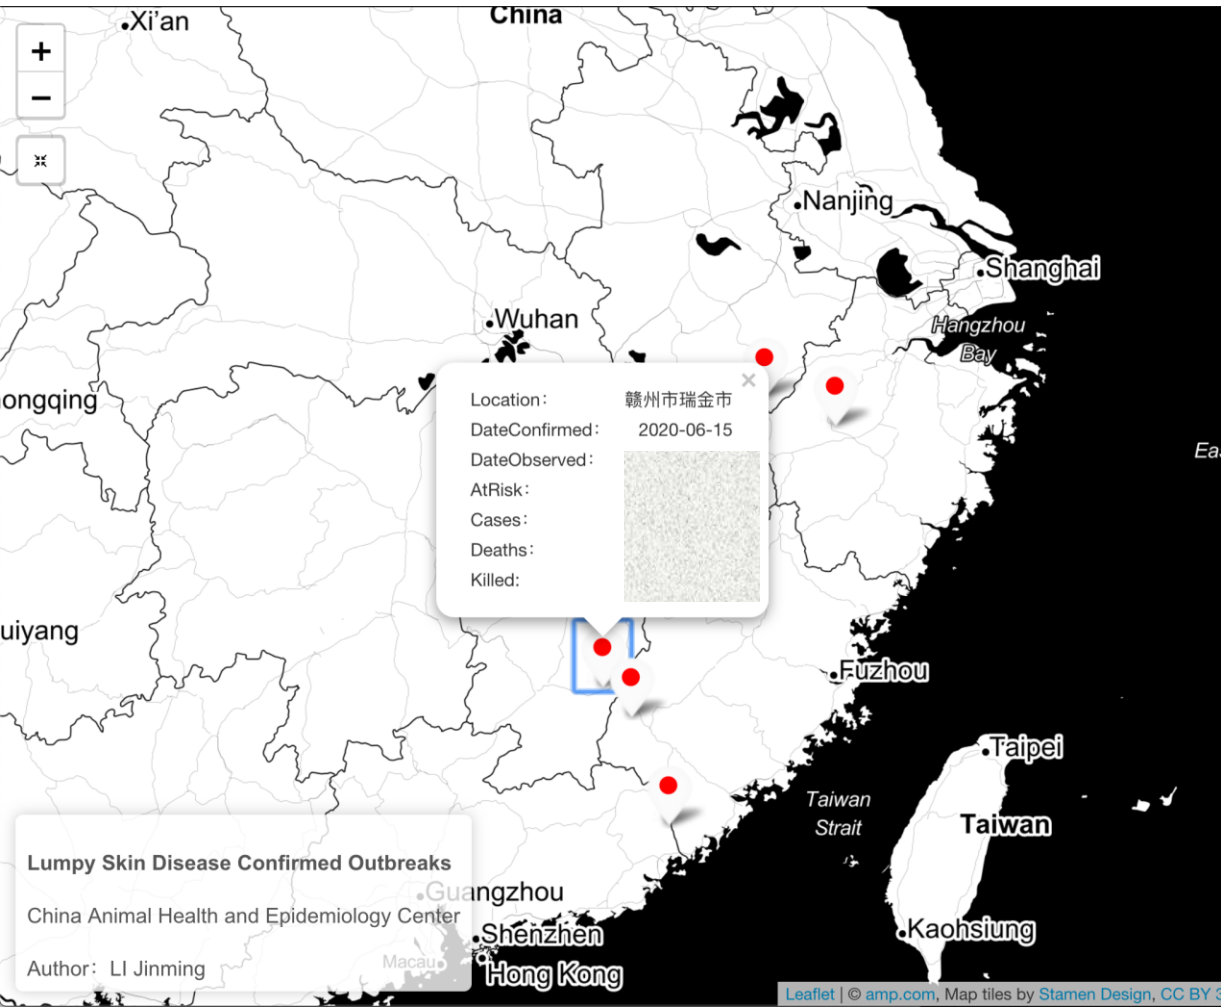 Xi’an
China
+
−
Nanjing
Shanghai
Wuhan
Hangzhou
Bay
ongqing
Location: 赣州市瑞金市
DateConfirmed: 2020-06-15
DateObserved:
AtRisk:
Cases:
Deaths:
Killed:
×
Eas
uiyang
Fuzhou
Taipei
Taiwan
Strait
Taiwan
Lumpy Skin Disease Confirmed Outbreaks
China Animal Health and Epidemiology Center
Author: LI Jinming
Guangzhou
Shenzhen
Macau
Hong Kong
Kaohsiung
Leaflet | © amp.com, Map tiles by Stamen Design, CC BY 3